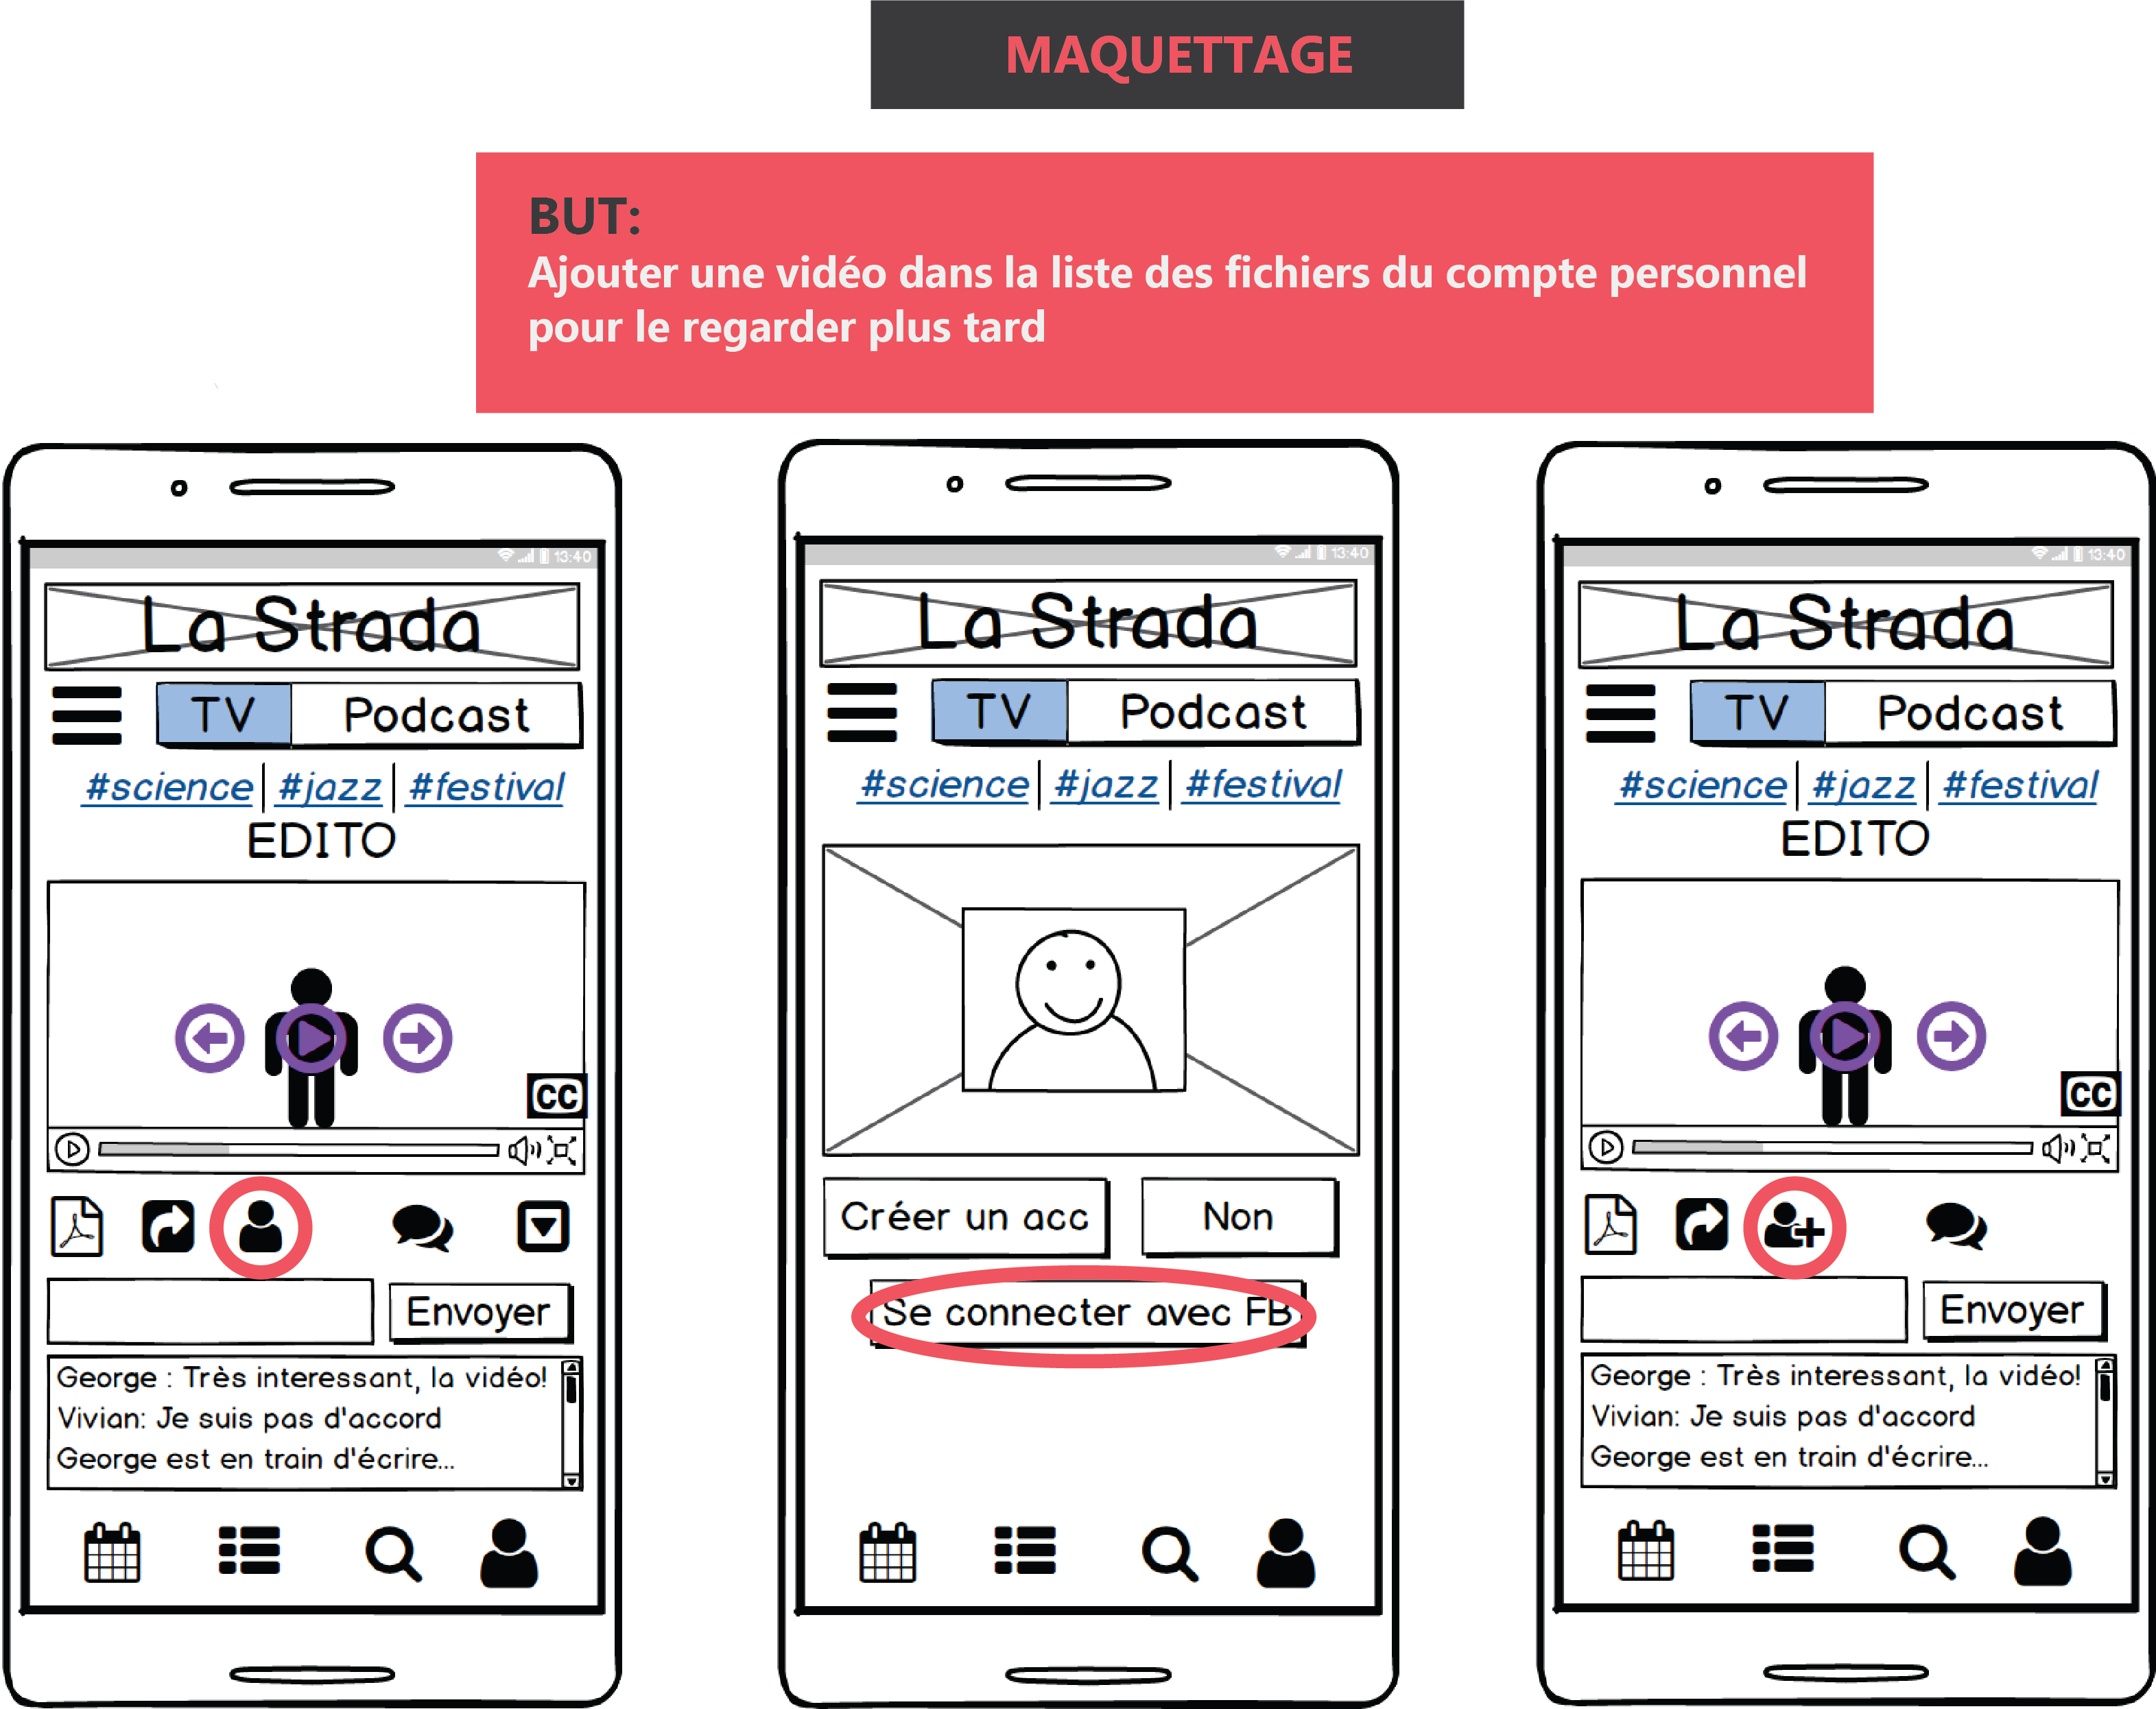 MAQUETTAGE
BUT:
Ajouter une vidéo dans la liste des fichiers du compte personnel
pour le regarder plus tard
13:40
La Strada
TV Podcast
#science #jazz #festival
EDITO
CC
Envoyer
George : Très interessant, la vidéo!
Vivian: Je suis pas d'accord
George est en train d'écrire...
13:40
La Strada
TV Podcast
#science #jazz #festival
Créer un acc Non
Se connecter avec FB
13:40
La Strada
TV Podcast
#science #jazz #festival
EDITO
CC
Envoyer
George : Très interessant, la vidéo!
Vivian: Je suis pas d'accord
George est en train d'écrire...